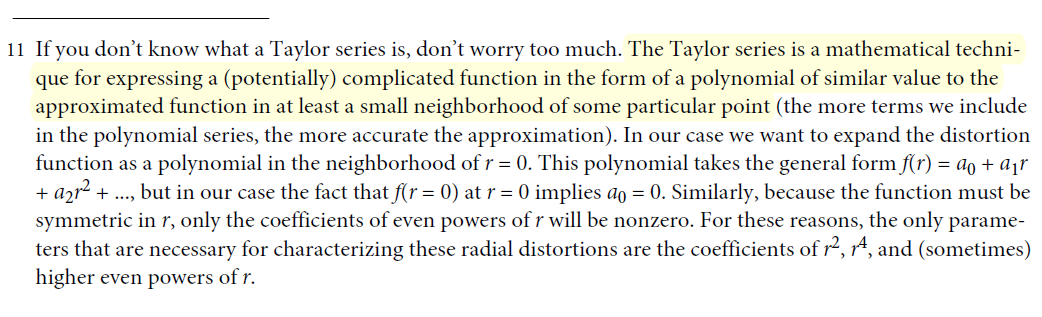 11 If you don't know what a Taylor series is, don't worry too much. The Taylor series is a mathematical techni-
que for expressing a (potentially) complicated function in the form of a polynomial of similar value to the
approximated function in at least a small neighborhood of some particular point (the more terms we include
in the polynomial series, the more accurate the approximation). In our case we want to expand the distortion
function as a polynomial in the neighborhood of r = 0. This polynomial takes the general form f(r) = a₀ + a₁r
+ a₂r² + ..., but in our case the fact that f(r = 0) at r = 0 implies a₀ = 0. Similarly, because the function must be
symmetric in r, only the coefficients of even powers of r will be nonzero. For these reasons, the only parame-
ters that are necessary for characterizing these radial distortions are the coefficients of r², r⁴, and (sometimes)
higher even powers of r.